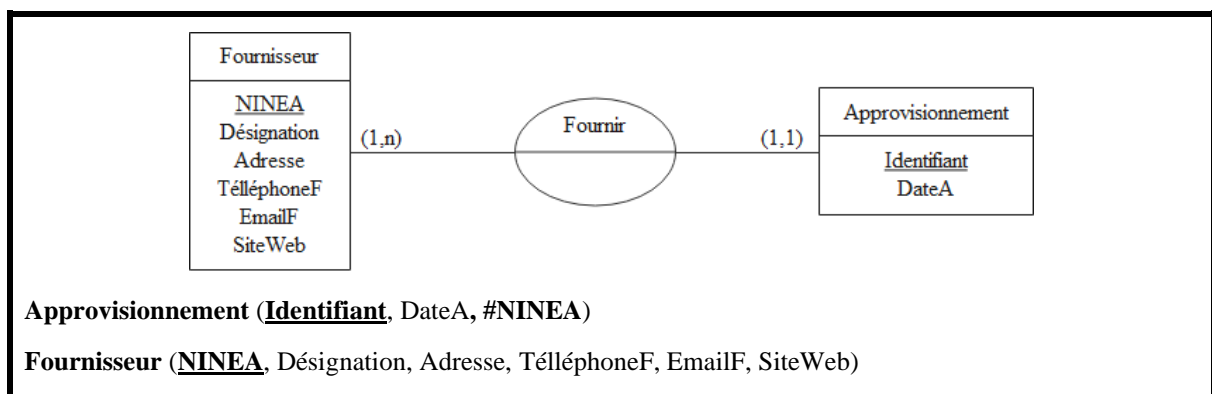 Fournisseur
NINEA
Désignation
Adresse
TélléphoneF
EmailF
SiteWeb
(1,n)
Fournir
(1,1)
Approvisionnement
Identifiant
DateA
Approvisionnement (Identifiant, DateA, #NINEA)
Fournisseur (NINEA, Désignation, Adresse, TélléphoneF, EmailF, SiteWeb)